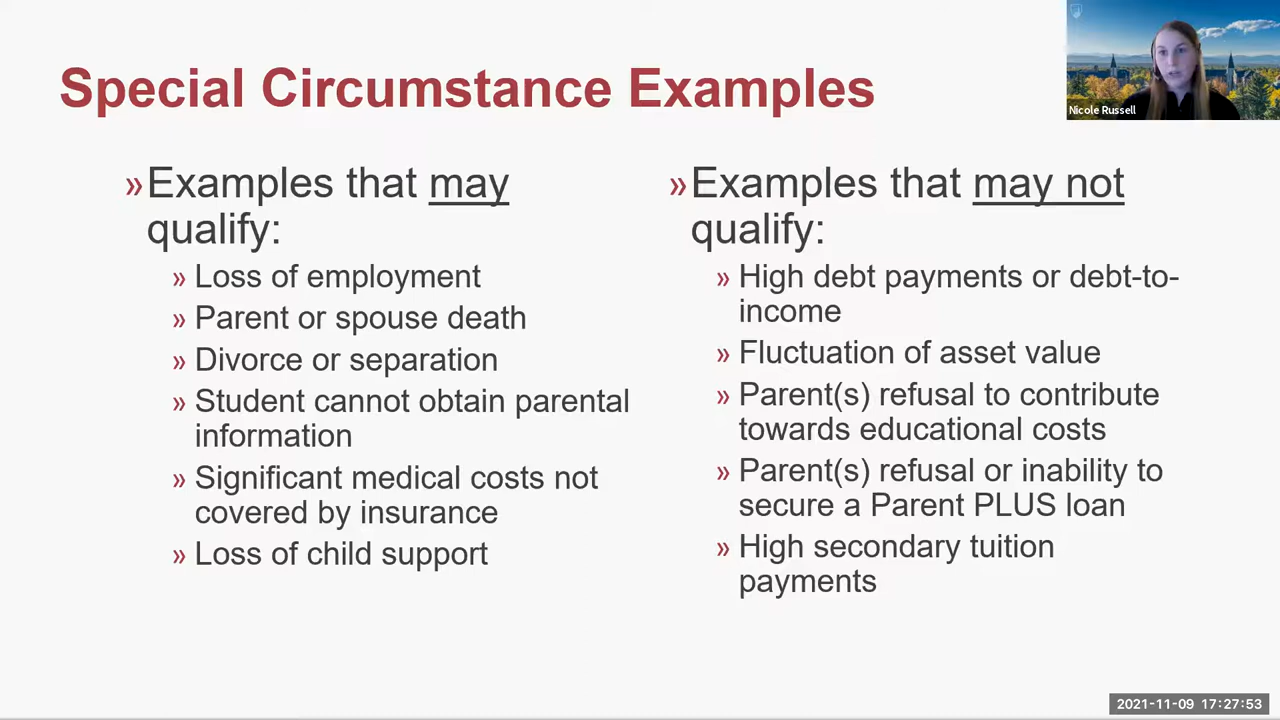 Special Circumstance Examples
Nicole Russell
» Examples that may
qualify:
» Loss of employment
» Parent or spouse death
» Divorce or separation
» Student cannot obtain parental
information
» Significant medical costs not
covered by insurance
» Loss of child support
» Examples that may not
qualify:
» High debt payments or debt-to-
income
» Fluctuation of asset value
» Parent(s) refusal to contribute
towards educational costs
» Parent(s) refusal or inability to
secure a Parent PLUS loan
» High secondary tuition
payments
2021-11-09 17:27:53